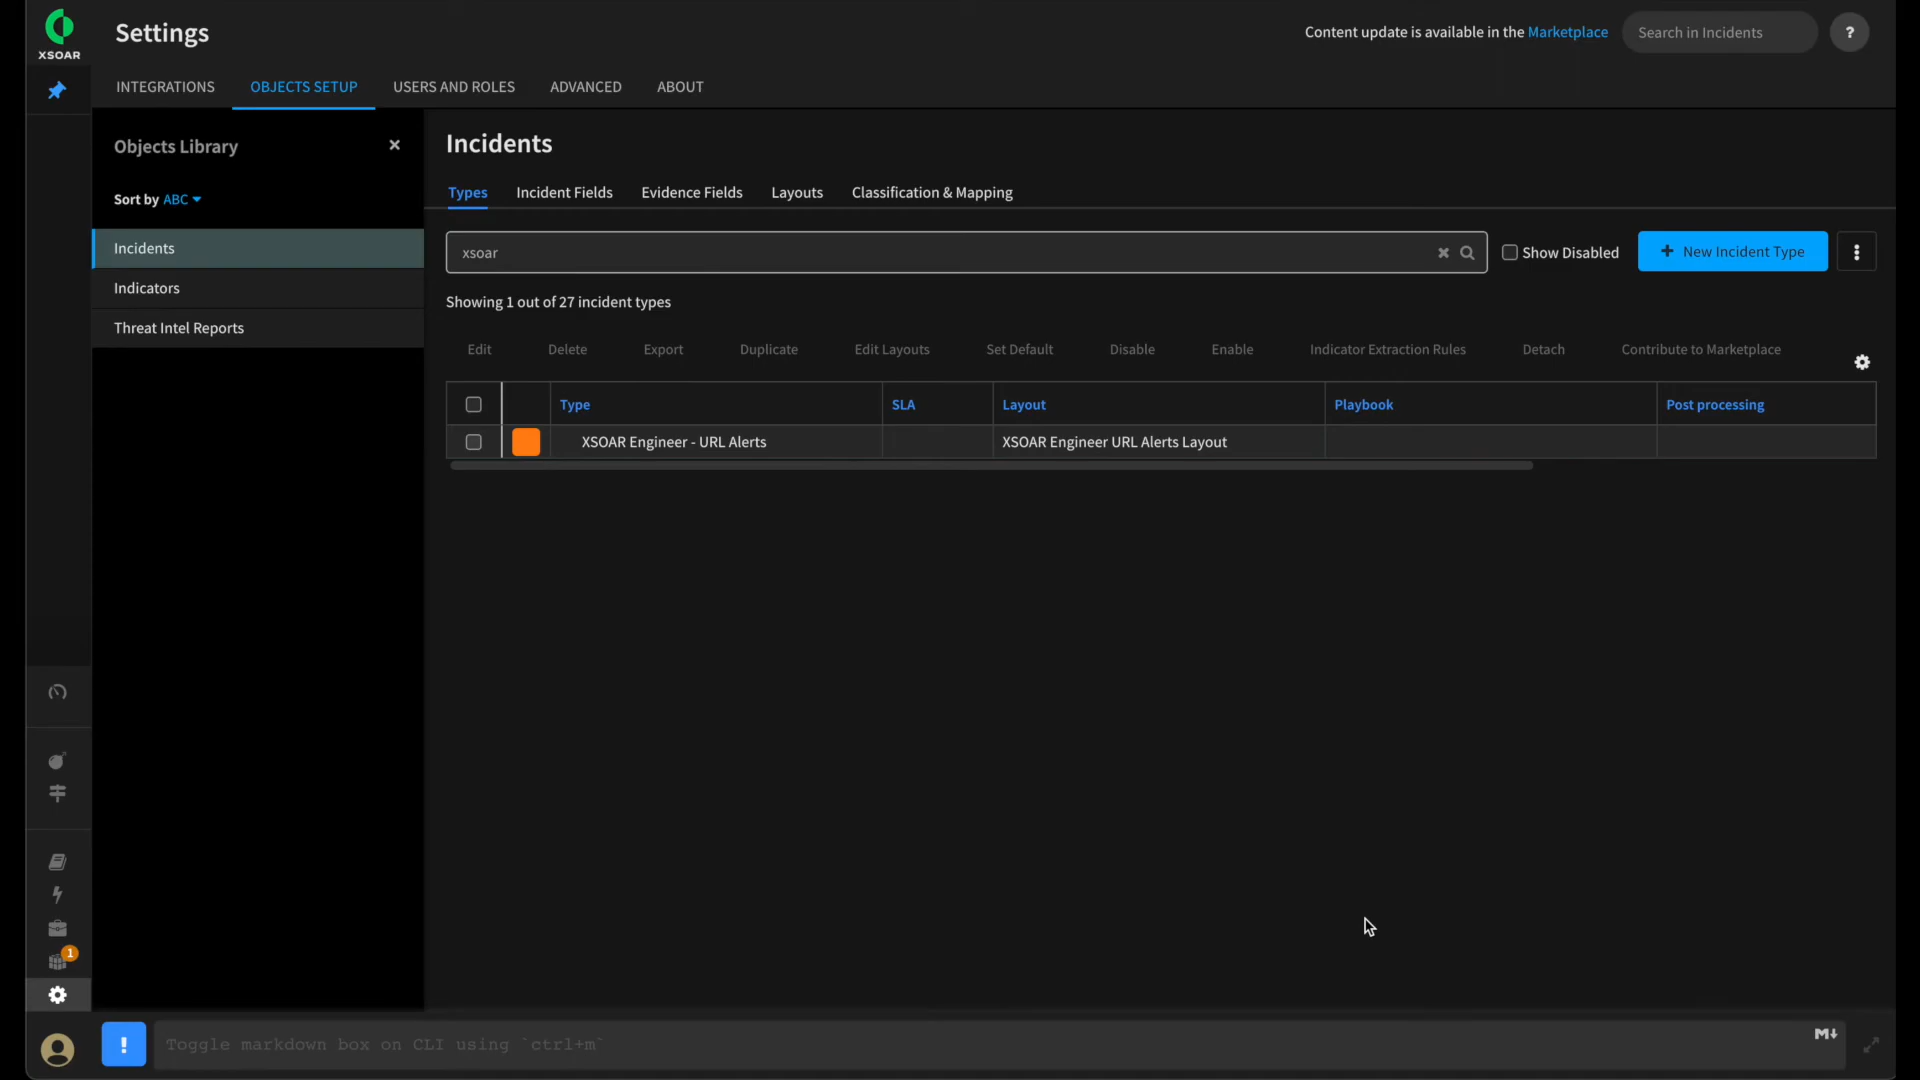 XSOAR
Settings
Content update is available in the Marketplace
Search in Incidents
?
INTEGRATIONS
OBJECTS SETUP
USERS AND ROLES
ADVANCED
ABOUT
Objects Library
Sort by ABC
Incidents
Indicators
Threat Intel Reports
Incidents
Types
Incident Fields
Evidence Fields
Layouts
Classification & Mapping
xsoar
Show Disabled
+ New Incident Type
Showing 1 out of 27 incident types
Edit
Delete
Export
Duplicate
Edit Layouts
Set Default
Disable
Enable
Indicator Extraction Rules
Detach
Contribute to Marketplace
Type
SLA
Layout
Playbook
Post processing
XSOAR Engineer - URL Alerts
XSOAR Engineer URL Alerts Layout
1
!
Toggle markdown box on CLI using `ctrl+m`
M